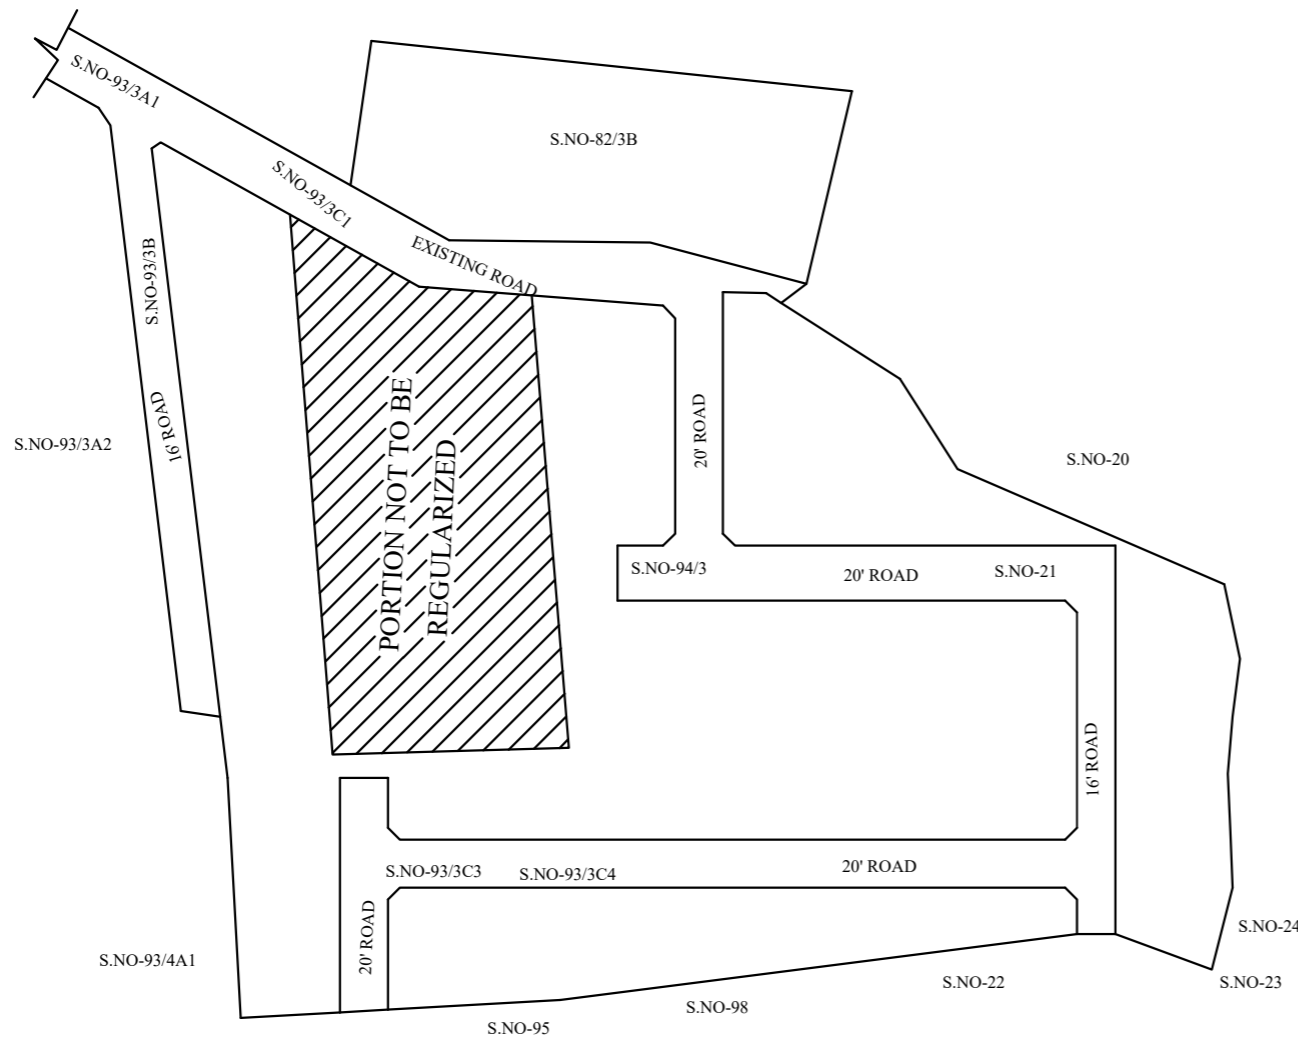 S.NO-93/3A1
S.NO-82/3B
S.NO-93/3C1
EXISTING ROAD
S.NO-93/3B
16' ROAD
S.NO-93/3A2
PORTION NOT TO BE
REGULARIZED
20' ROAD
S.NO-20
S.NO-94/3
20' ROAD
S.NO-21
16' ROAD
S.NO-93/3C3
S.NO-93/3C4
20' ROAD
20' ROAD
S.NO-93/4A1
S.NO-24
S.NO-22
S.NO-23
S.NO-98
S.NO-95